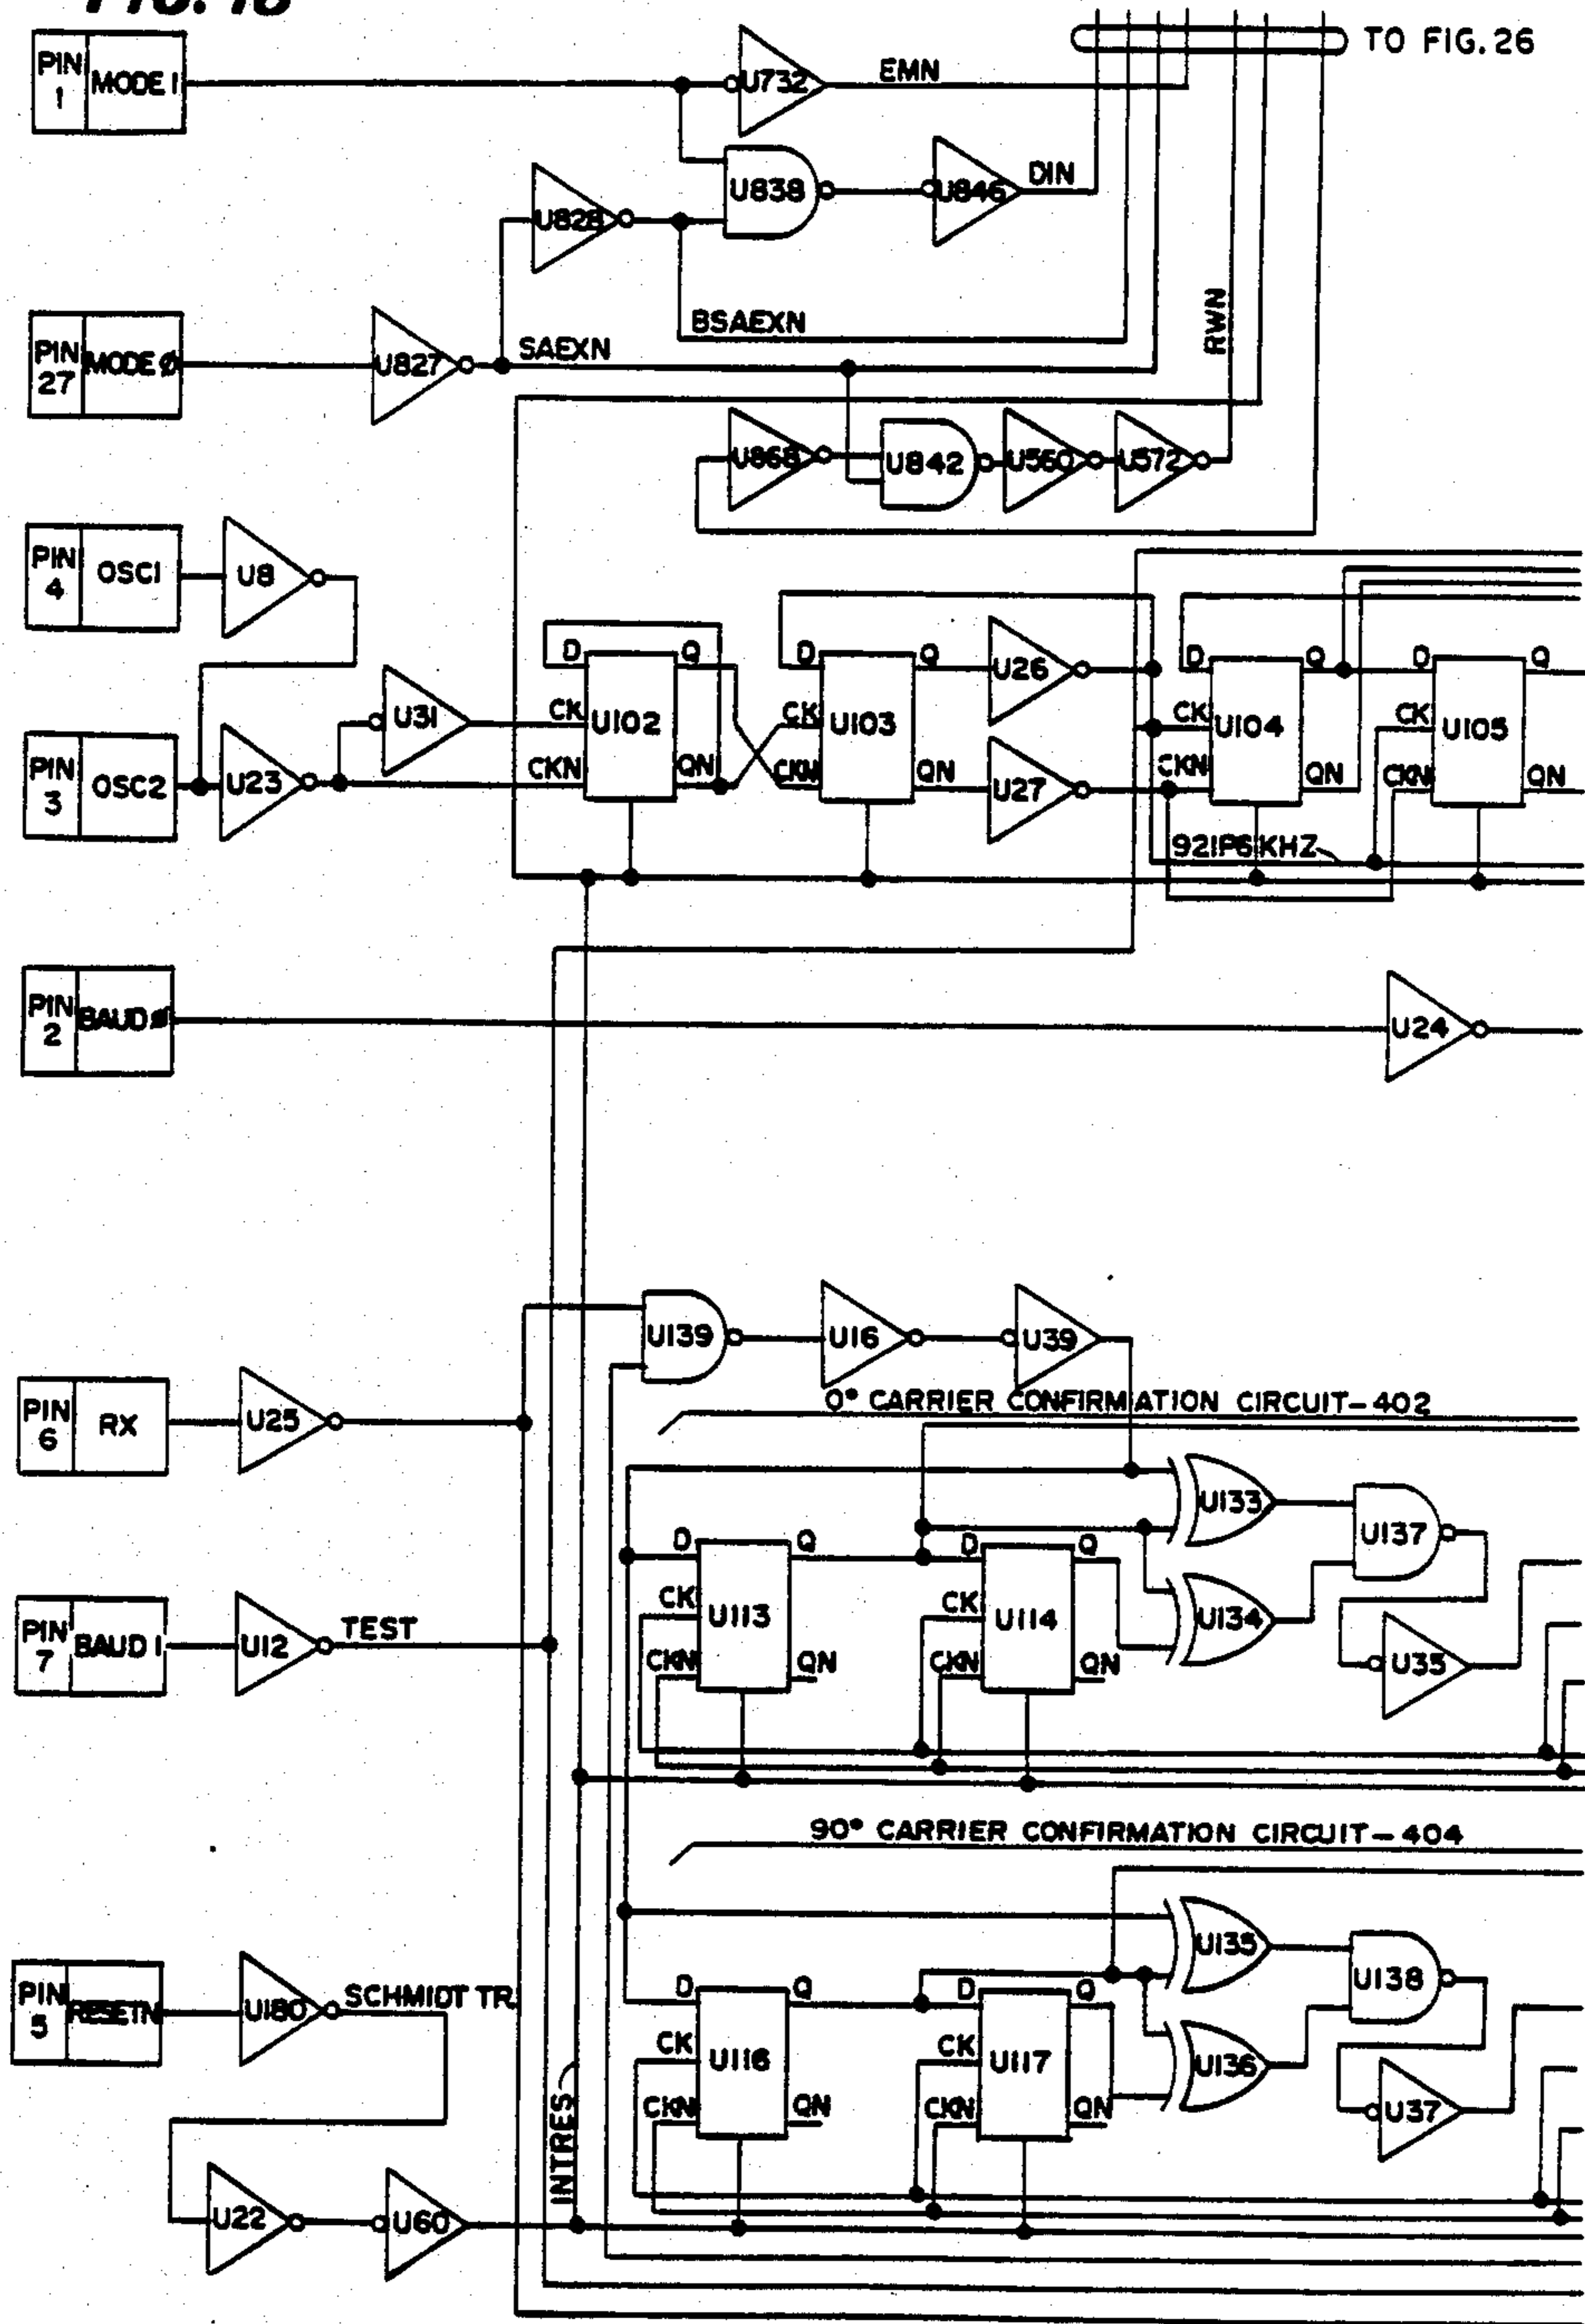 TO FIG. 26
PIN 1 MODE 1
U732
EMN
U838
U846
DIN
U828
BSAEXN
PIN 27 MODE Ø
U827
SAEXN
RWN
U868
U842
U560
U572
PIN 4 OSC1
U8
PIN 3 OSC2
U23
U31
D Q
CK U102
CKN QN
D Q
CK U103
CKN QN
U26
U27
D Q
CK U104
CKN QN
D Q
CK U105
CKN QN
921P6 KHZ
PIN 2 BAUD Ø
U24
U139
U16
U39
PIN 6 RX
U25
0° CARRIER CONFIRMATION CIRCUIT-402
U133
U137
D Q
CK U113
CKN QN
D Q
CK U114
CKN QN
U134
U35
PIN 7 BAUD 1
U12
TEST
90° CARRIER CONFIRMATION CIRCUIT-404
U135
U138
D Q
CK U116
CKN QN
D Q
CK U117
CKN QN
U136
U37
PIN 5 RESETN
U180
SCHMIDT TR.
INTRES
U22
U60